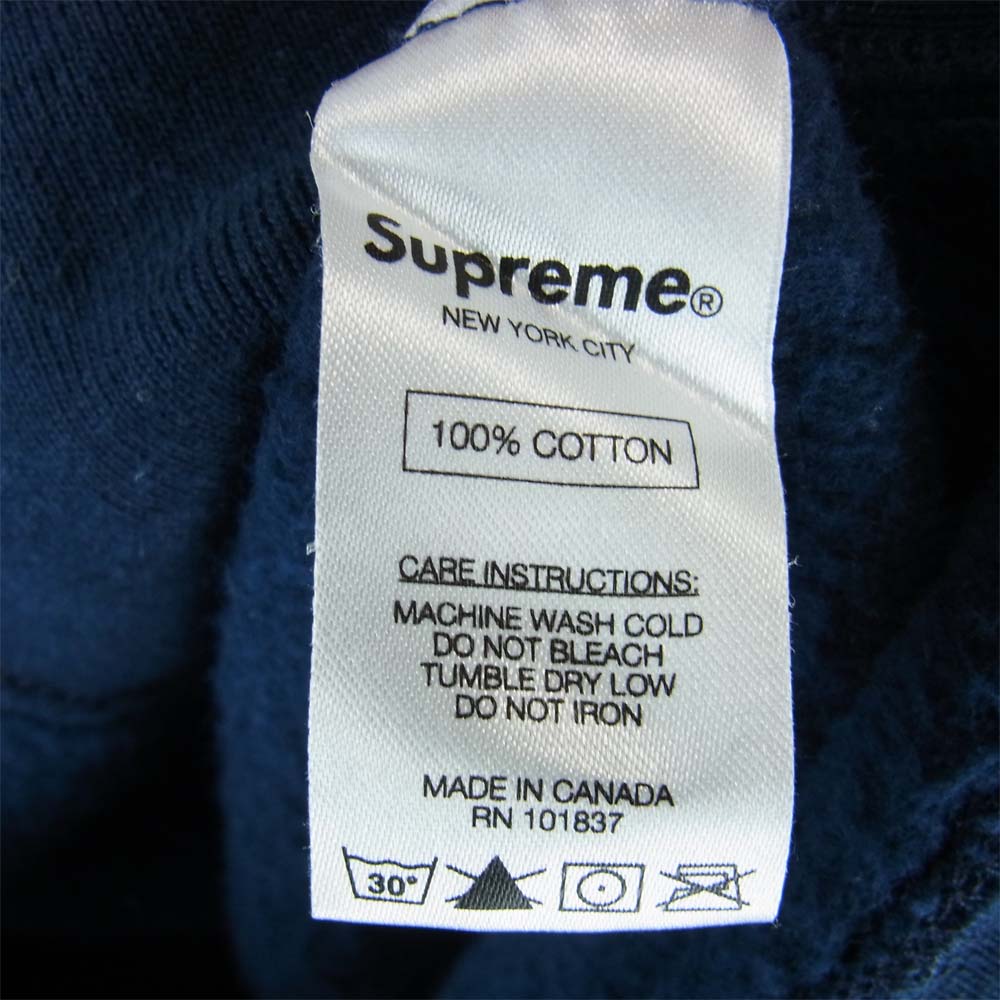 Supreme®
NEW YORK CITY
100% COTTON
CARE INSTRUCTIONS:
MACHINE WASH COLD
DO NOT BLEACH
TUMBLE DRY LOW
DO NOT IRON
MADE IN CANADA
RN 101837
30°